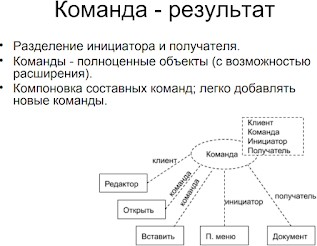 Команда - результат
Разделение инициатора и получателя.
Команды - полноценные объекты (с возможностью
расширения).
Компоновка составных команд; легко добавлять
новые команды.
Клиент
Команда
Инициатор
Получатель
Команда
клиент
команда
команда
инициатор
получатель
Редактор
Открыть
Вставить
П. меню
Документ